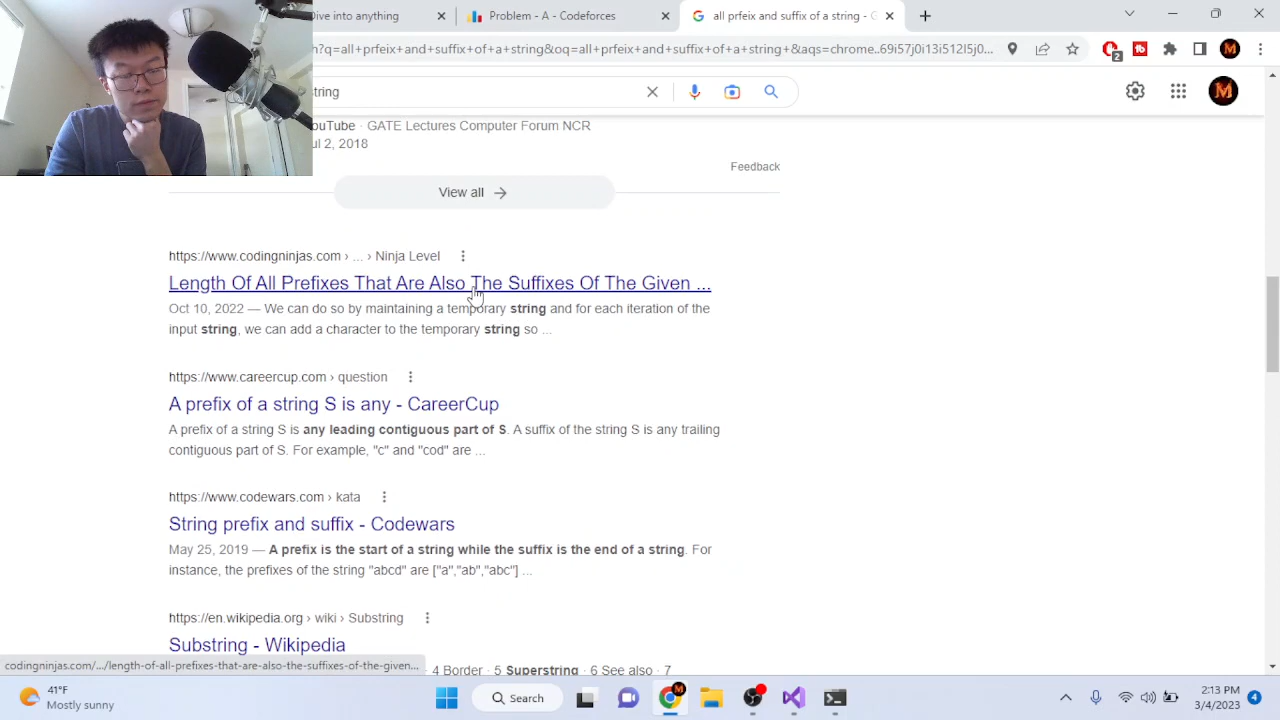 Dive into anything
Problem - A - Codeforces
all prfeix and suffix of a string - G
h?q=all+prfeix+and+suffix+of+a+string&oq=all+prfeix+and+suffix+of+a+string+&aqs=chrome..69i57j0i13i512l5j0...
2
M
string
M
YouTube · GATE Lectures Computer Forum NCR
Jul 2, 2018
Feedback
View all
https://www.codingninjas.com › ... › Ninja Level
Length Of All Prefixes That Are Also The Suffixes Of The Given ...
Oct 10, 2022 — We can do so by maintaining a temporary string and for each iteration of the
input string, we can add a character to the temporary string so ...
https://www.careercup.com › question
A prefix of a string S is any - CareerCup
A prefix of a string S is any leading contiguous part of S. A suffix of the string S is any trailing
contiguous part of S. For example, "c" and "cod" are ...
https://www.codewars.com › kata
String prefix and suffix - Codewars
May 25, 2019 — A prefix is the start of a string while the suffix is the end of a string. For
instance, the prefixes of the string "abcd" are ["a","ab","abc"] ...
https://en.wikipedia.org › wiki › Substring
Substring - Wikipedia
codingninjas.com/.../length-of-all-prefixes-that-are-also-the-suffixes-of-the-given...
4 Border · 5 Superstring · 6 See also · 7
41°F
Mostly sunny
Search
M
2:13 PM
3/4/2023
4